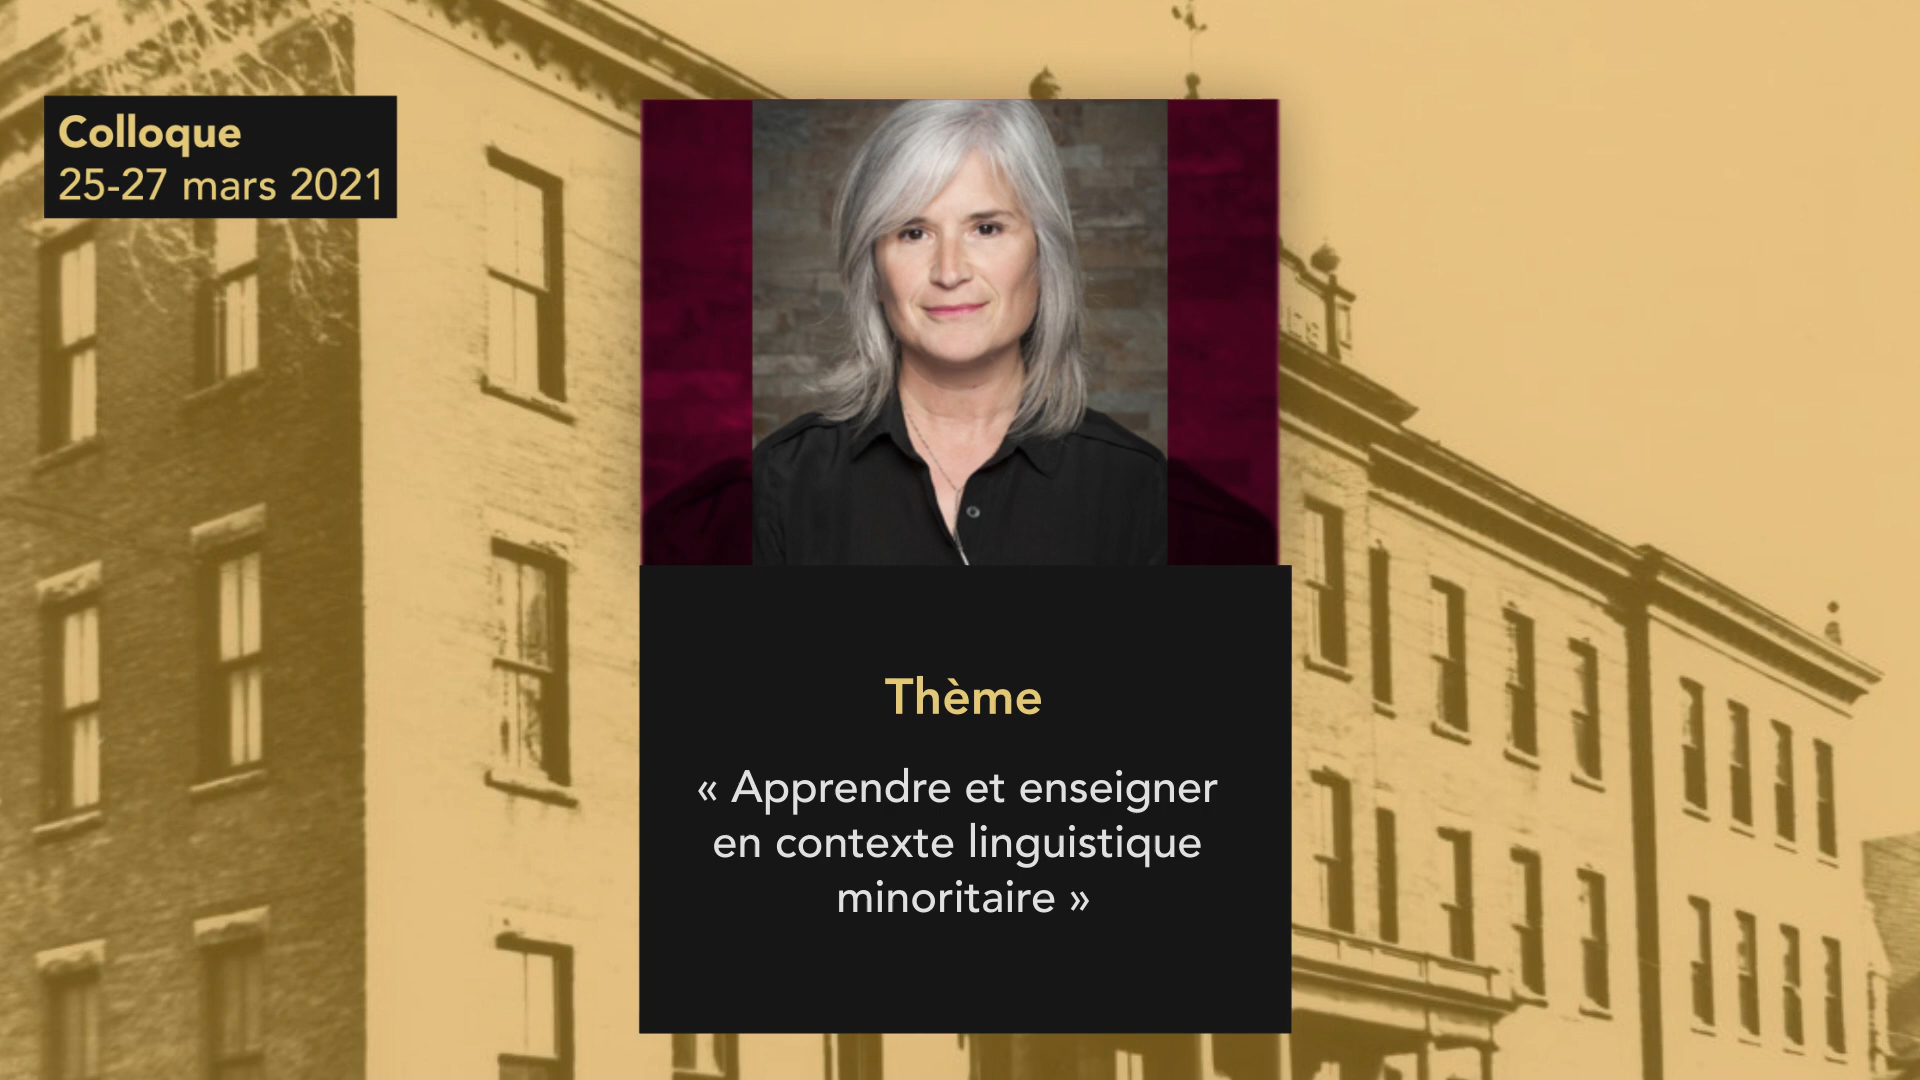 Colloque
25-27 mars 2021
Thème
« Apprendre et enseigner
en contexte linguistique
minoritaire »